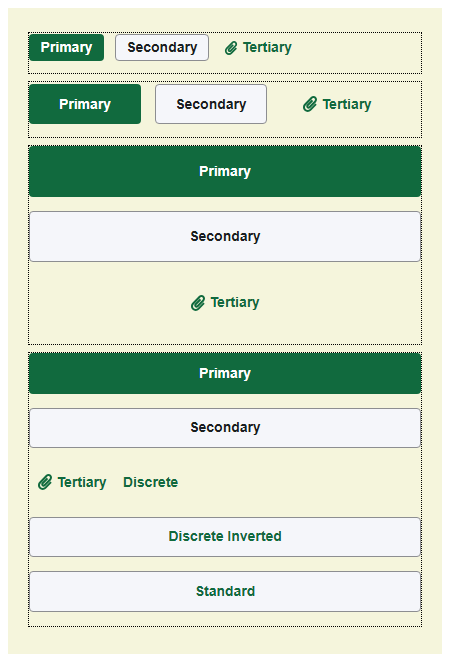 Primary Secondary Tertiary
Primary Secondary Tertiary
Primary
Secondary
Tertiary
Primary
Secondary
Tertiary Discrete
Discrete Inverted
Standard